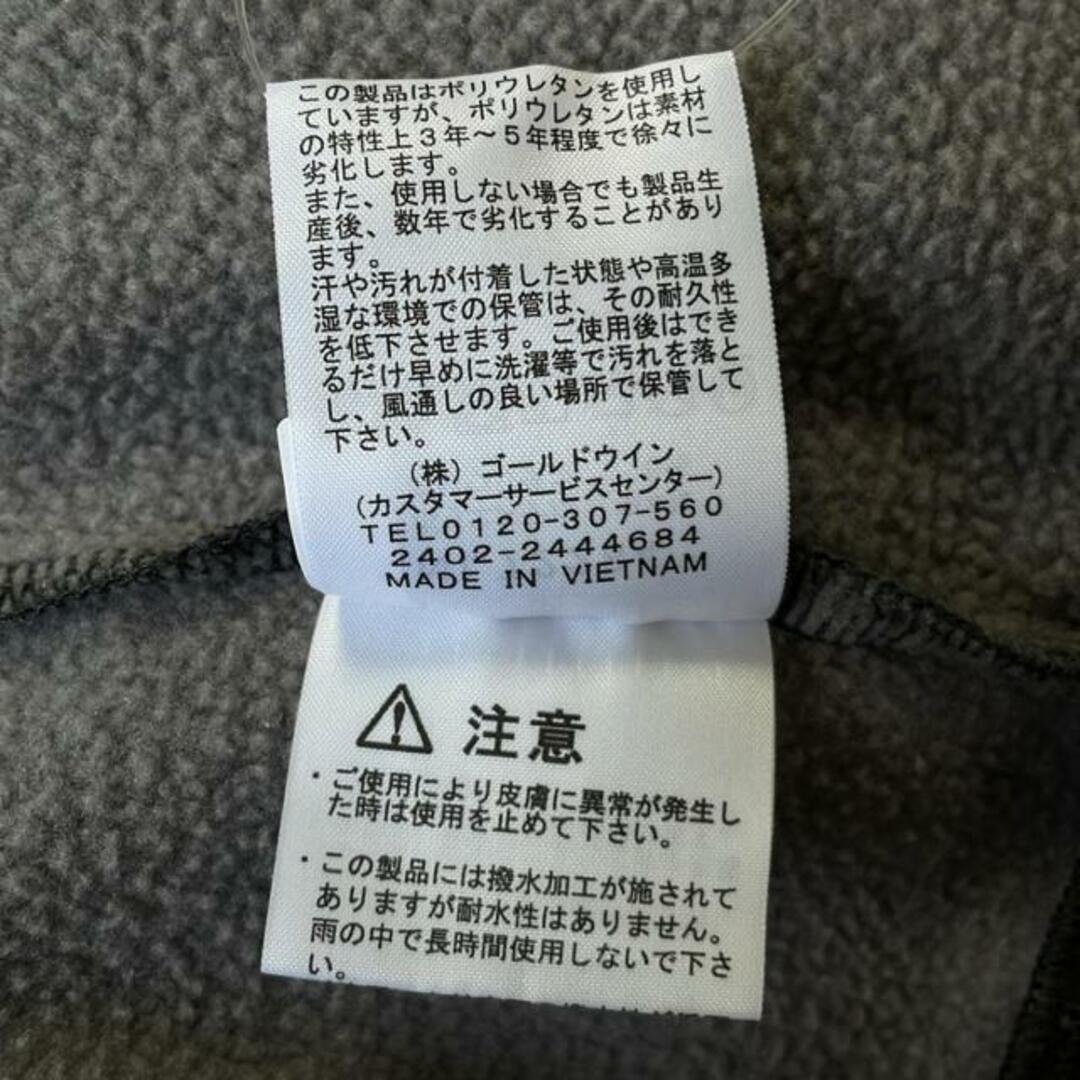 この製品はポリウレタンを使用し
ていますが、ポリウレタンは素材
の特性上3年〜5年程度で徐々に
劣化します。
また、使用しない場合でも製品生
産後、数年で劣化することがあり
ます。
汗や汚れが付着した状態や高温多
湿な環境での保管は、その耐久性
を低下させます。ご使用後はでき
るだけ早めに洗濯等で汚れを落と
し、風通しの良い場所で保管して
下さい。
(株) ゴールドウイン
(カスタマーサービスセンター)
TEL0120-307-560
2402-2444684
MADE IN VIETNAM
注意
・ご使用により皮膚に異常が発生し
た時は使用を止めて下さい。
・この製品には撥水加工が施されて
ありますが耐水性はありません。
雨の中で長時間使用しないで下さ
い。